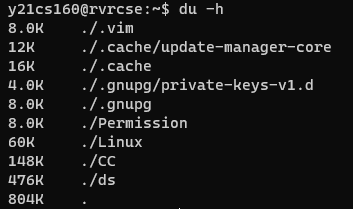 y21cs160@rvrcse:~$ du -h
8.0K ./.vim
12K ./.cache/update-manager-core
16K ./.cache
4.0K ./.gnupg/private-keys-v1.d
8.0K ./.gnupg
8.0K ./Permission
60K ./Linux
148K ./CC
476K ./ds
804K .